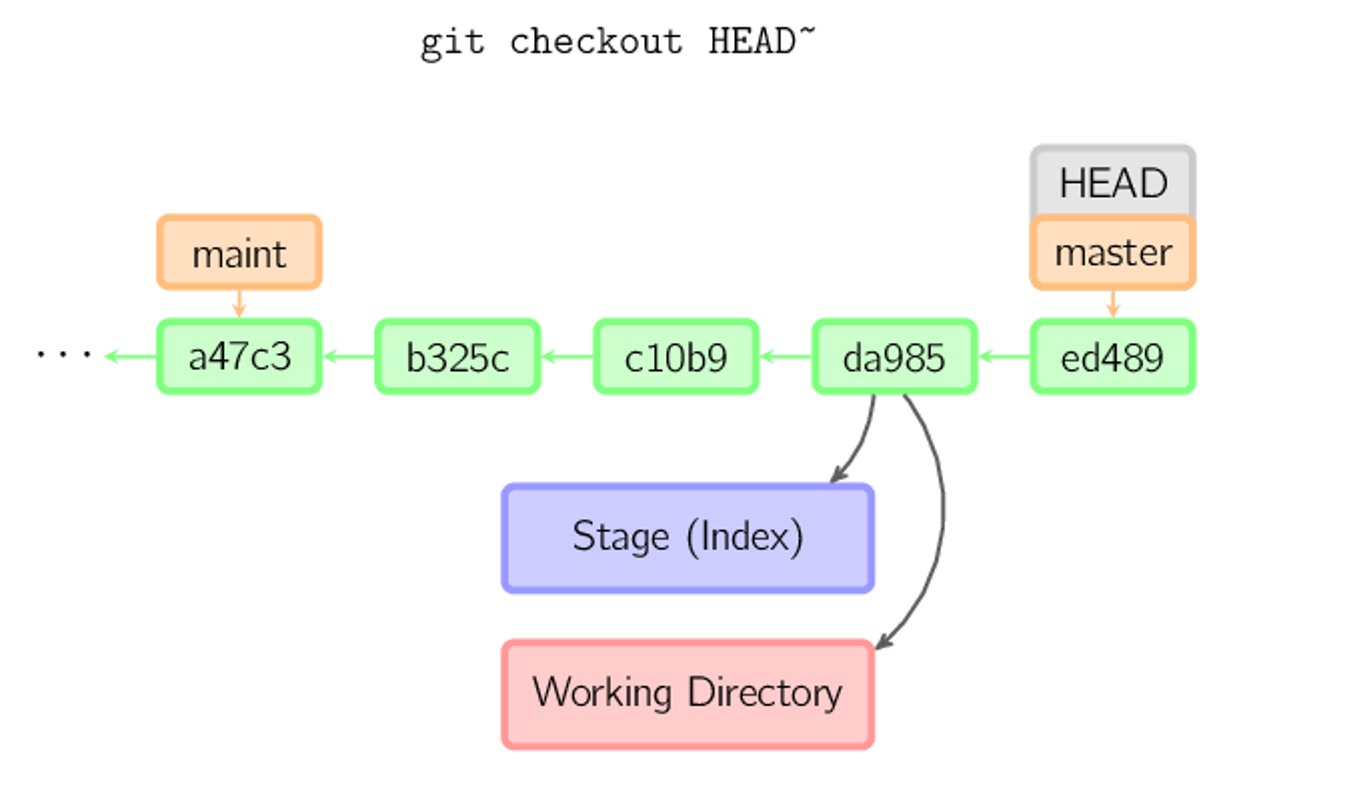 git checkout HEAD~
HEAD
maint
master
...
a47c3
b325c
c10b9
da985
ed489
Stage (Index)
Working Directory